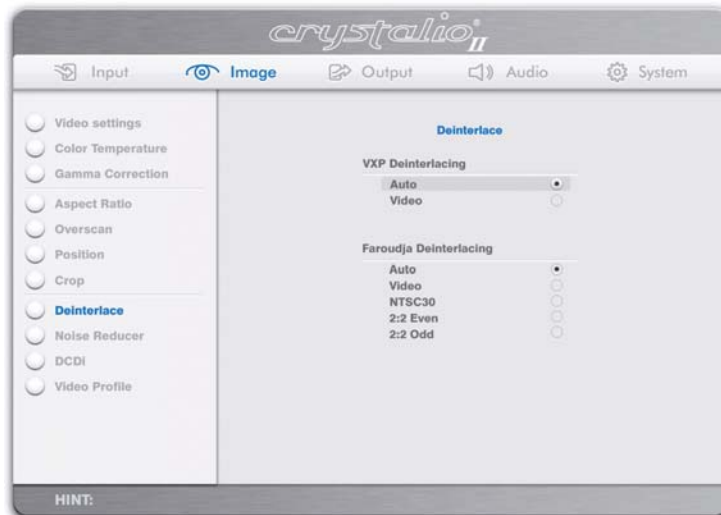 crystalio® II
Input Image Output Audio System
Video settings
Color Temperature
Gamma Correction
Aspect Ratio
Overscan
Position
Crop
Deinterlace
Noise Reducer
DCDi
Video Profile
Deinterlace
VXP Deinterlacing
Auto
Video
Faroudja Deinterlacing
Auto
Video
NTSC30
2:2 Even
2:2 Odd
HINT: